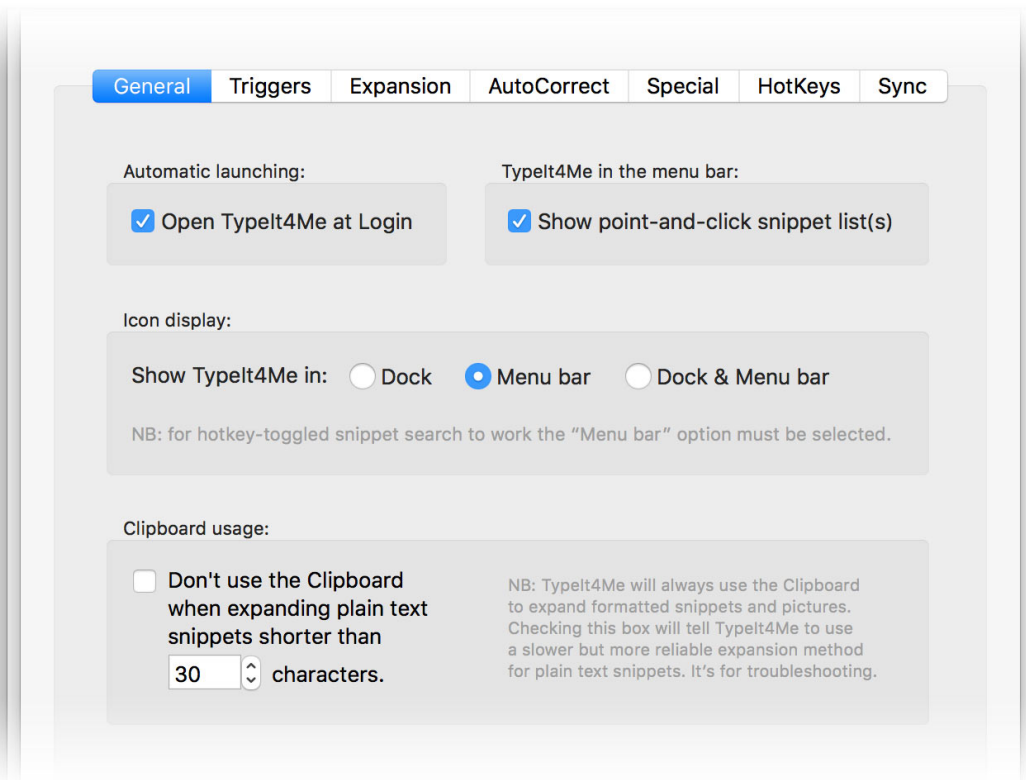 General Triggers Expansion AutoCorrect Special HotKeys Sync
Automatic launching:
Open TypeIt4Me at Login
TypeIt4Me in the menu bar:
Show point-and-click snippet list(s)
Icon display:
Show TypeIt4Me in: Dock Menu bar Dock & Menu bar
NB: for hotkey-toggled snippet search to work the “Menu bar” option must be selected.
Clipboard usage:
Don't use the Clipboard
when expanding plain text
snippets shorter than
30 characters.
NB: TypeIt4Me will always use the Clipboard
to expand formatted snippets and pictures.
Checking this box will tell TypeIt4Me to use
a slower but more reliable expansion method
for plain text snippets. It’s for troubleshooting.